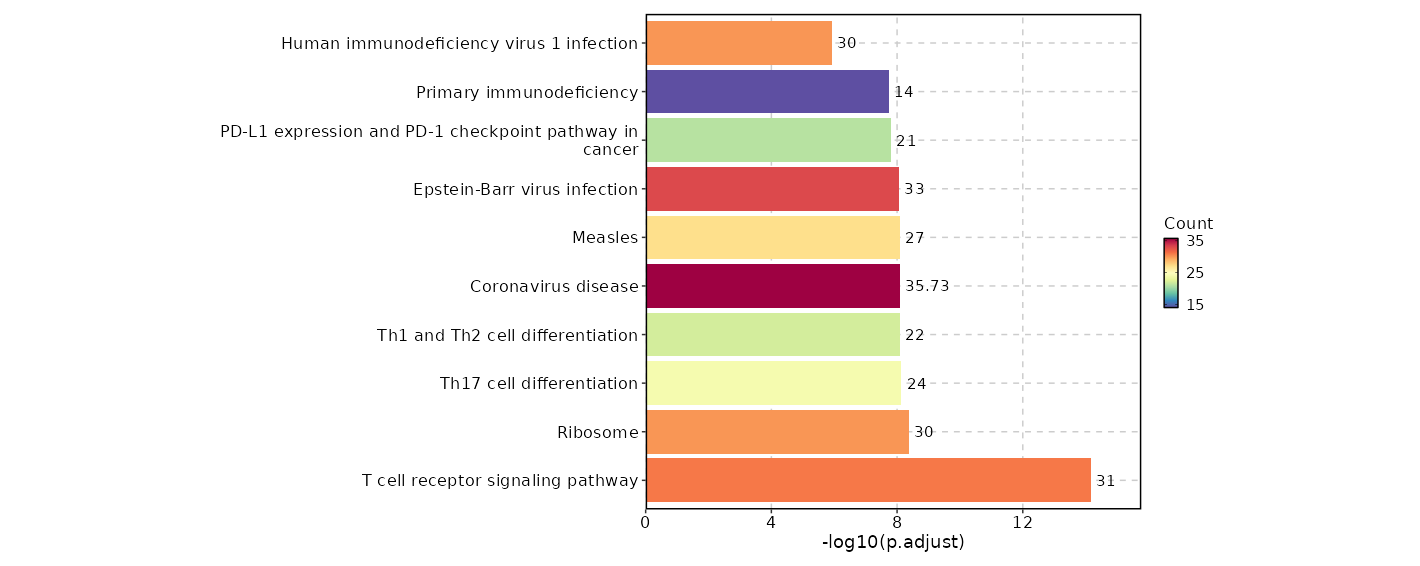 Human immunodeficiency virus 1 infection
30
Primary immunodeficiency
14
PD-L1 expression and PD-1 checkpoint pathway in
cancer
21
Epstein-Barr virus infection
33
Measles
27
Coronavirus disease
35.73
Th1 and Th2 cell differentiation
22
Th17 cell differentiation
24
Ribosome
30
T cell receptor signaling pathway
31
0 4 8 12
-log10(p.adjust)
Count
35
25
15